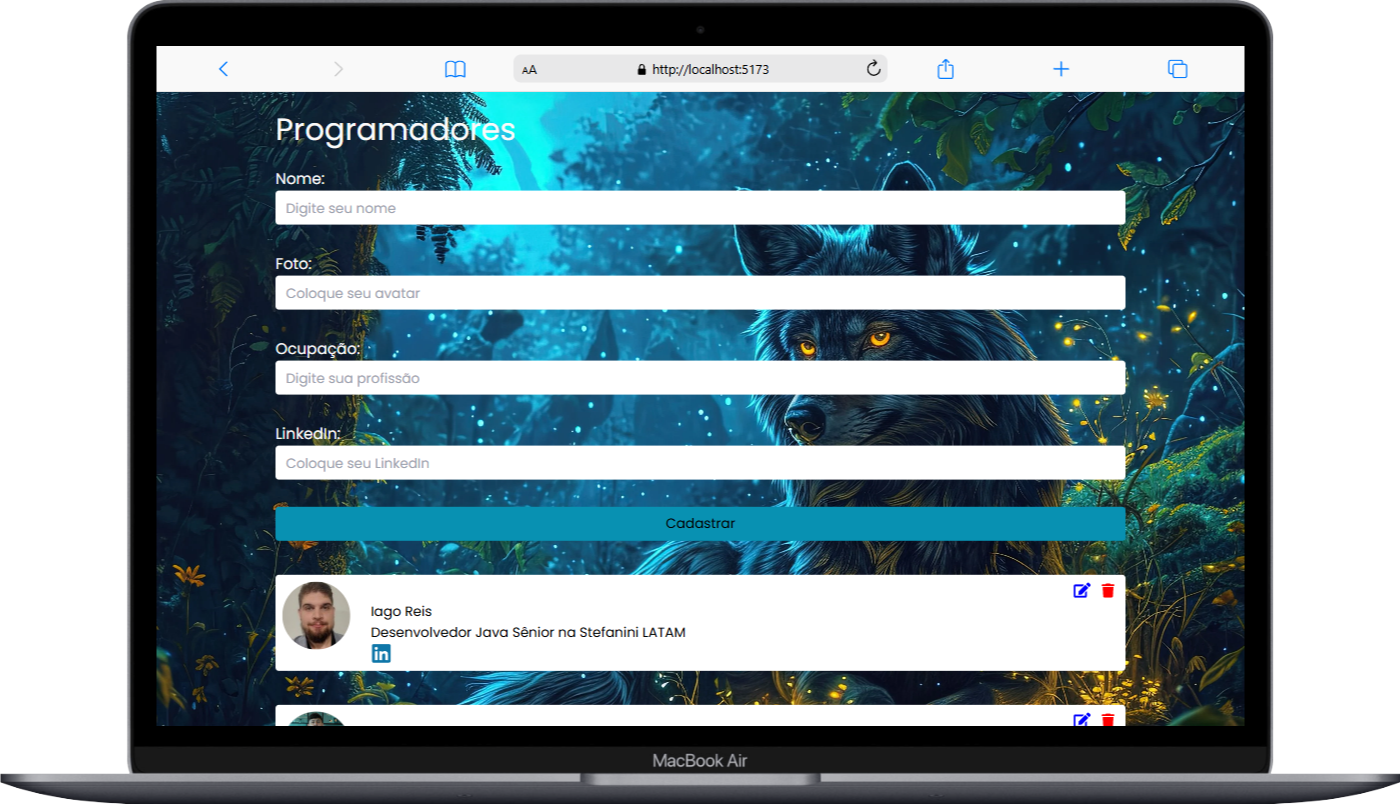 AA http://localhost:5173
Programadores
Nome:
Digite seu nome
Foto:
Coloque seu avatar
Ocupação:
Digite sua profissão
LinkedIn:
Coloque seu LinkedIn
Cadastrar
Iago Reis
Desenvolvedor Java Sênior na Stefanini LATAM
in
MacBook Air